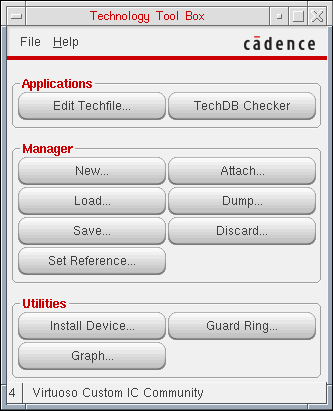 Technology Tool Box
File Help cādence
Applications
Edit Techfile... TechDB Checker
Manager
New... Attach...
Load... Dump...
Save... Discard...
Set Reference...
Utilities
Install Device... Guard Ring...
Graph...
4 Virtuoso Custom IC Community